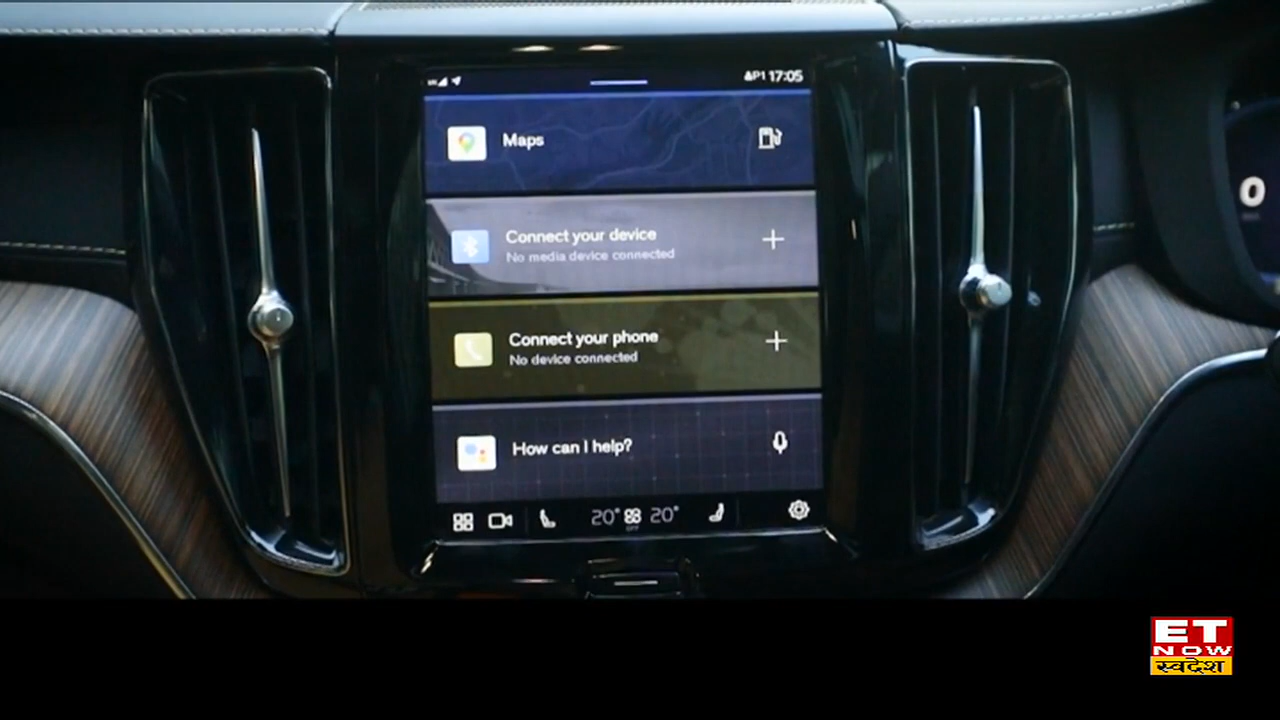 17:05
Maps
Connect your device
No media device connected
Connect your phone
No device connected
How can I help?
20° 20°
0
ET
NOW
स्वदेश